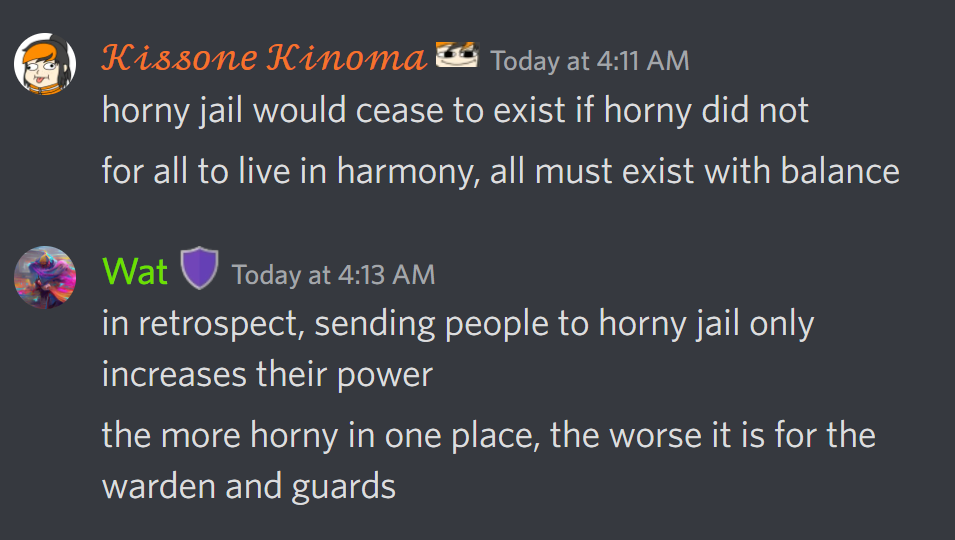 Kissone Kinoma Today at 4:11 AM
horny jail would cease to exist if horny did not
for all to live in harmony, all must exist with balance
Wat Today at 4:13 AM
in retrospect, sending people to horny jail only
increases their power
the more horny in one place, the worse it is for the
warden and guards